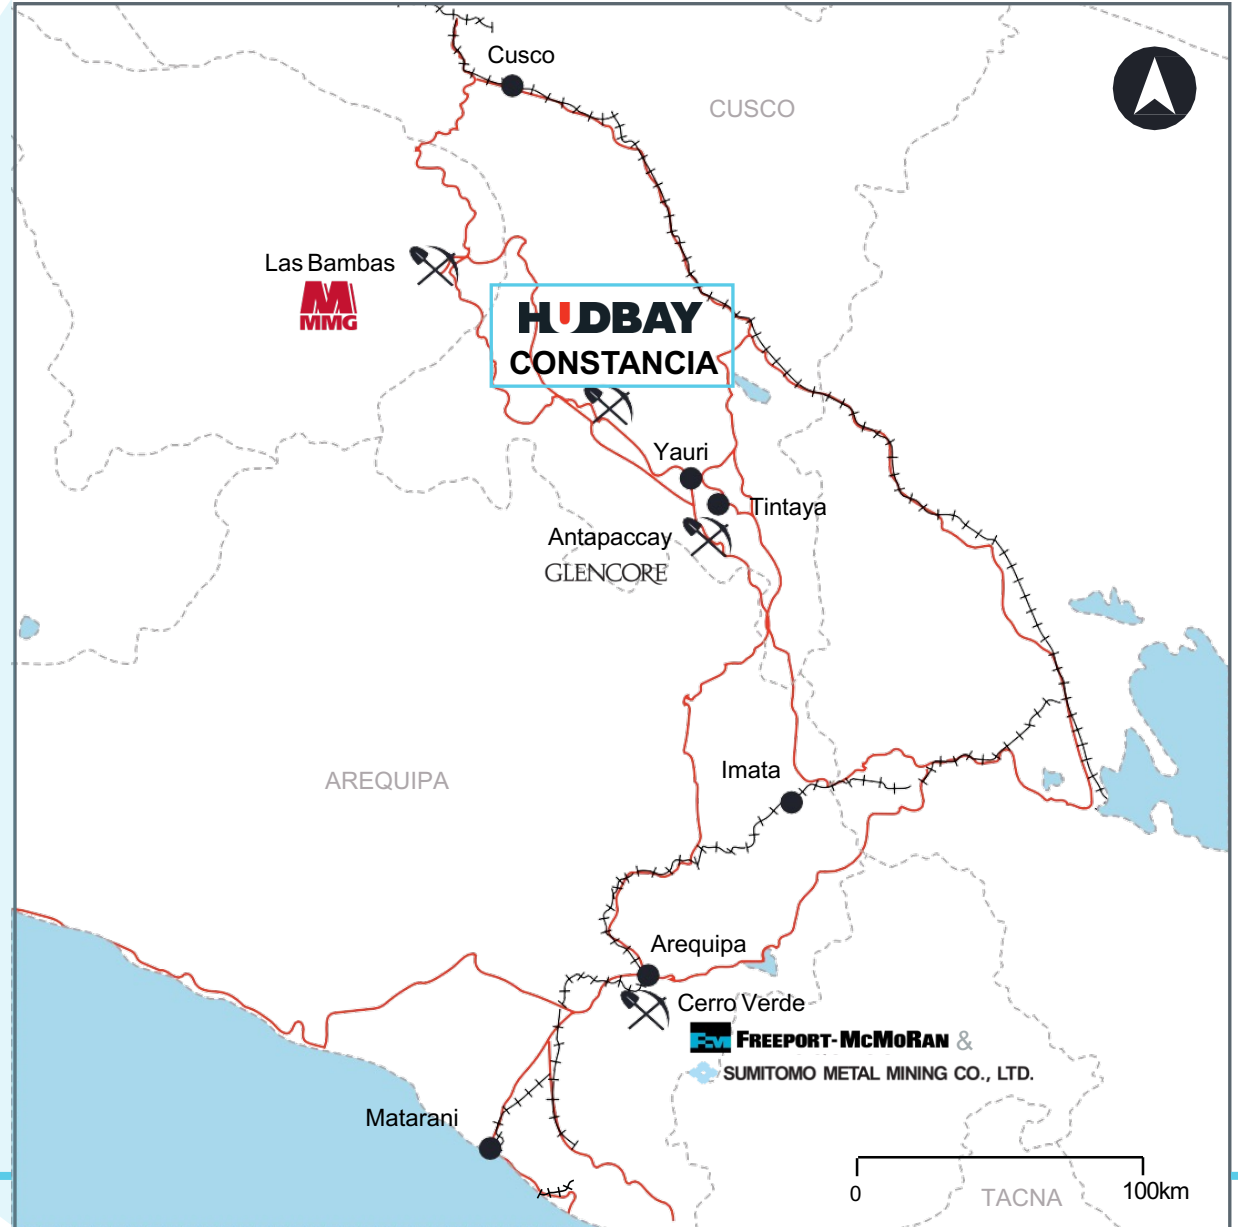 Cusco
CUSCO
Las Bambas
MMG
HUDBAY
CONSTANCIA
Yauri
Tintaya
Antapaccay
GLENCORE
Imata
AREQUIPA
Arequipa
Cerro Verde
FCX FREEPORT-MCMORAN &
SUMITOMO METAL MINING CO., LTD.
Matarani
0
100km
TACNA